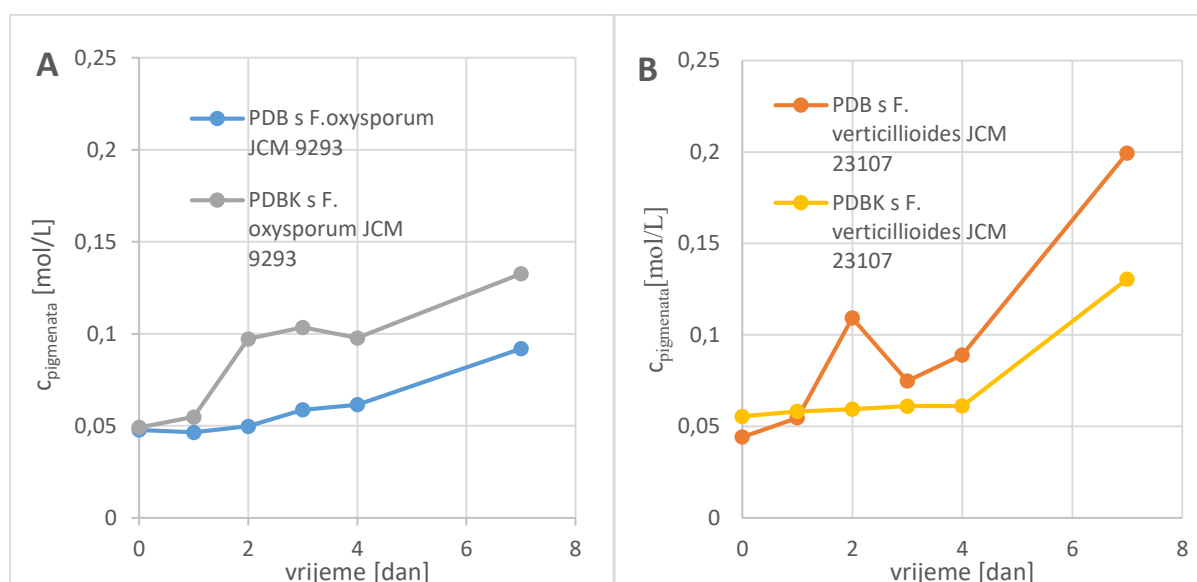 A
0,25
0,2
0,15
0,1
0,05
0
c_pigmenata [mol/L]
PDB s F.oxysporum
JCM 9293
PDBK s F.
oxysporum JCM
9293
0 2 4 6 8
vrijeme [dan]
B
0,25
0,2
0,15
0,1
0,05
0
c_pigmenata[mol/L]
PDB s F.
verticillioides JCM
23107
PDBK s F.
verticillioides JCM
23107
0 2 4 6 8
vrijeme [dan]